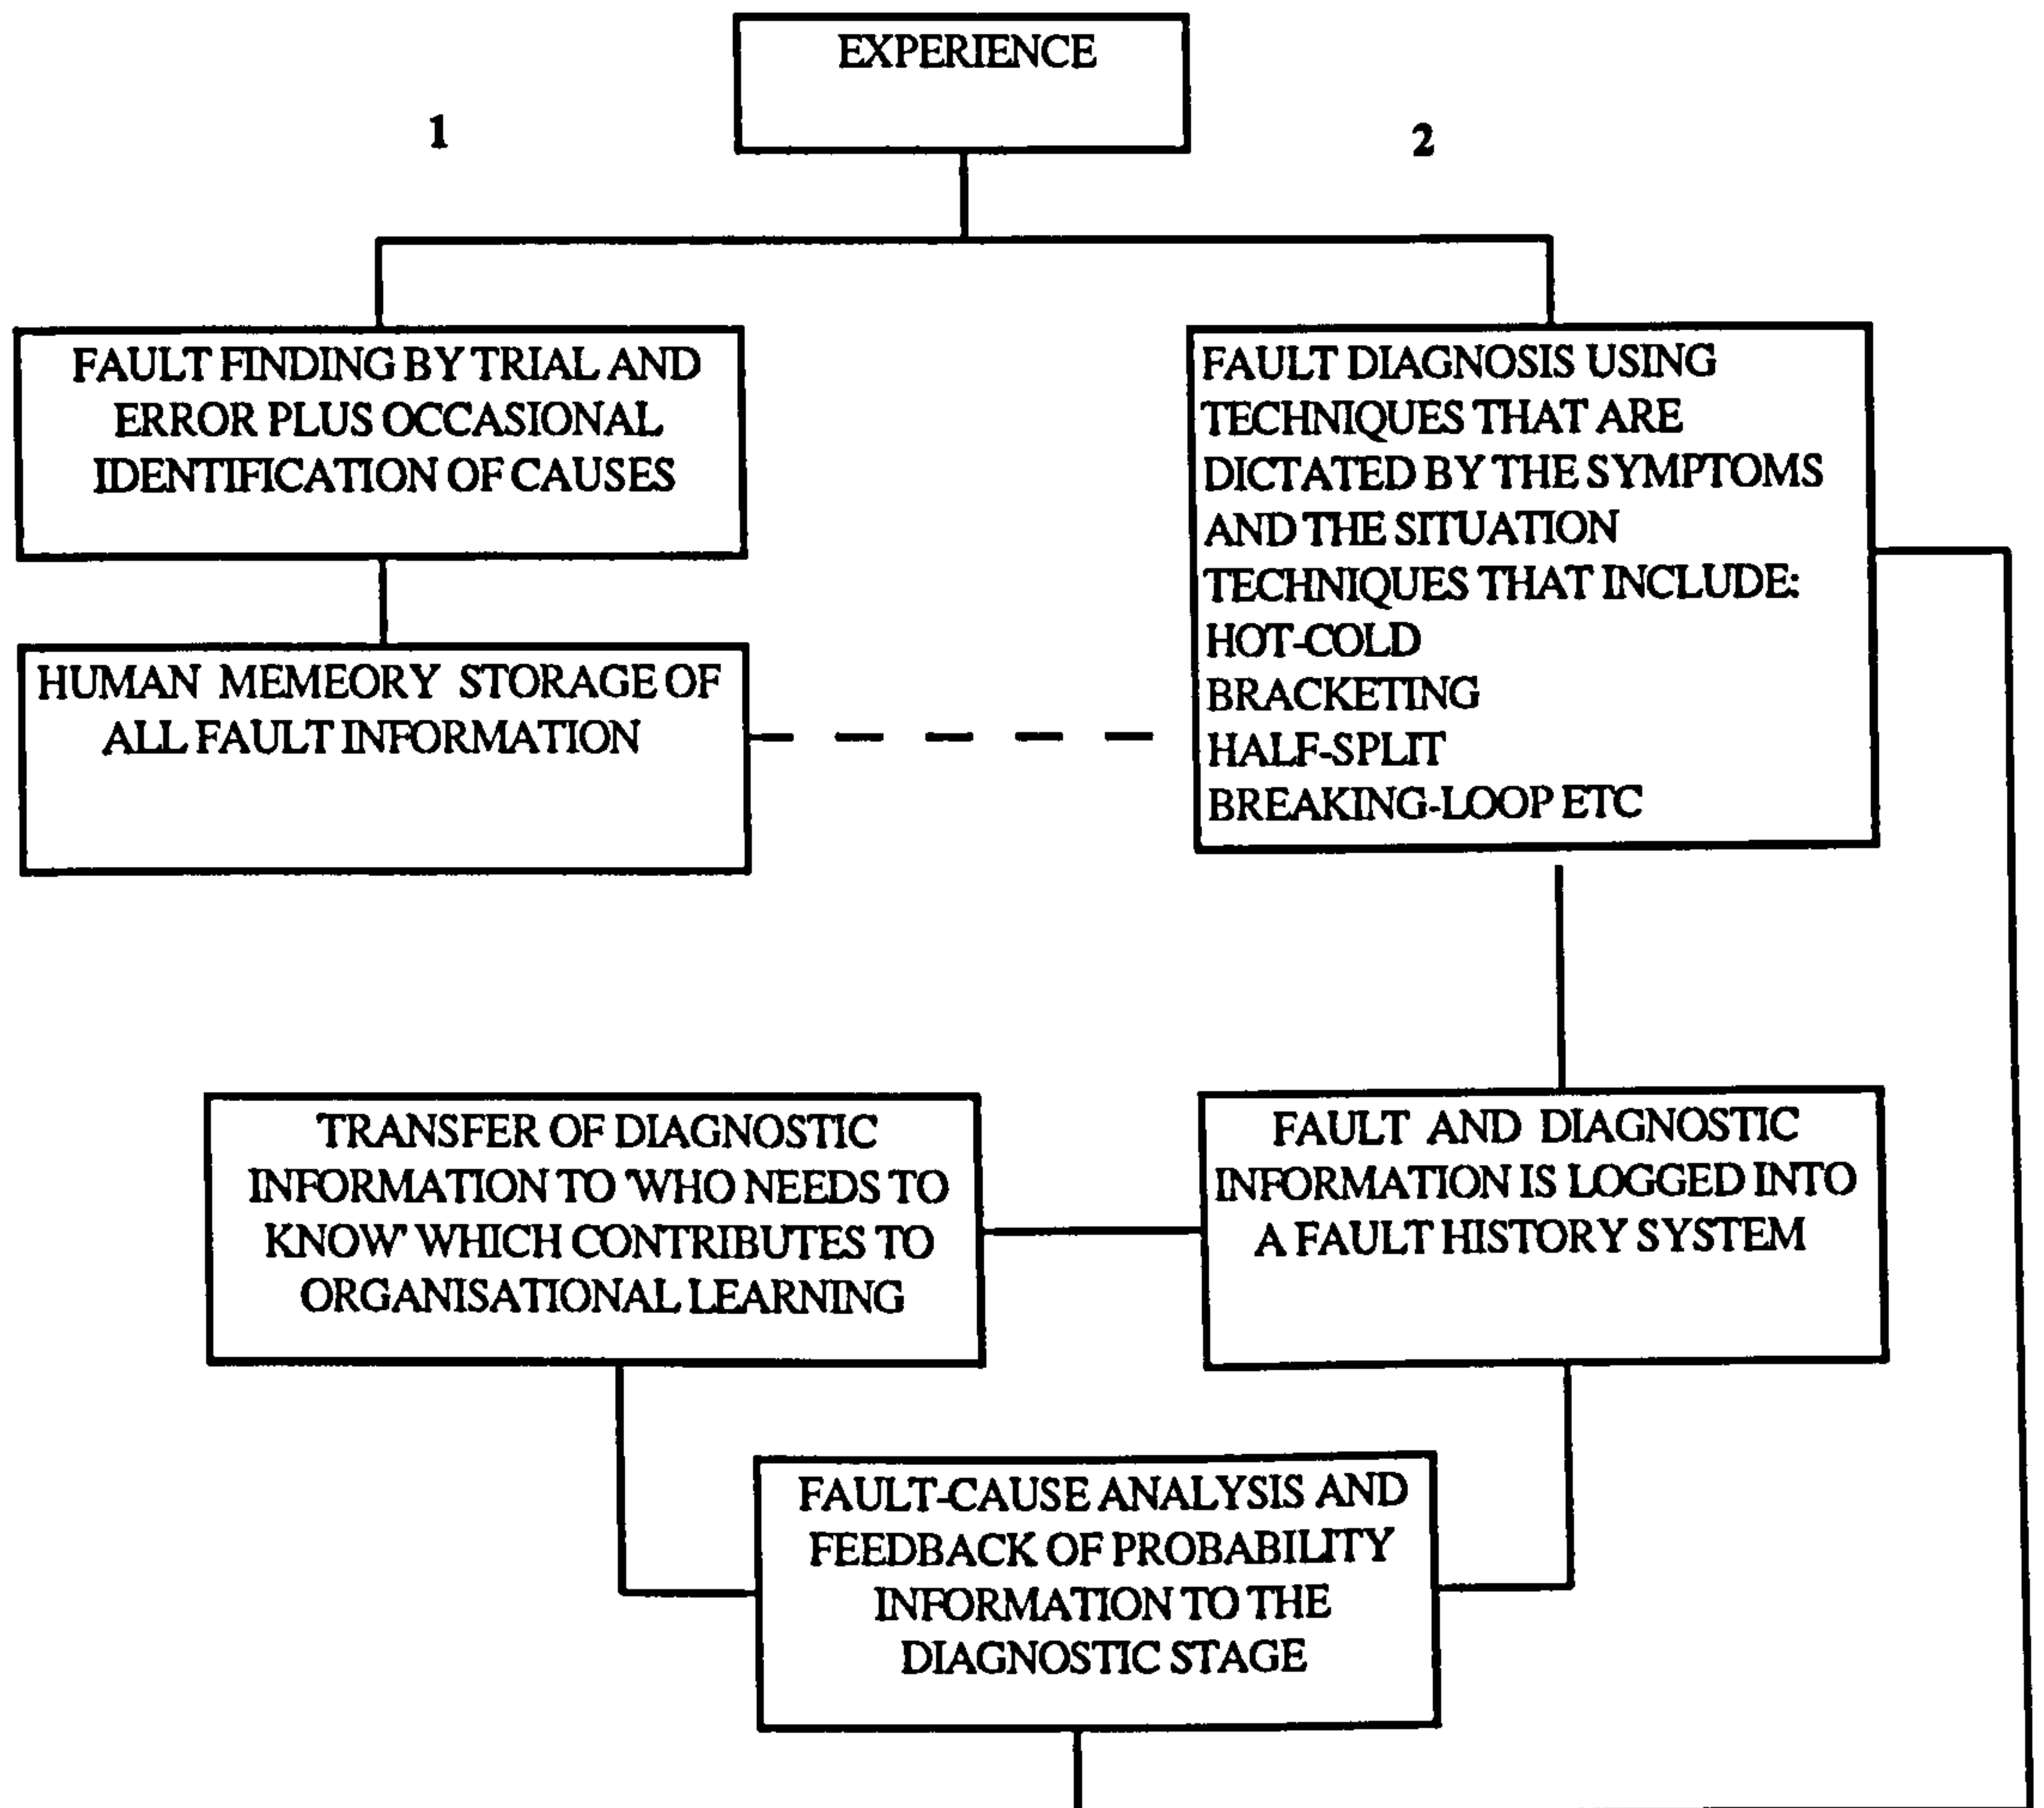 EXPERIENCE
1
2
FAULT FINDING BY TRIAL AND
ERROR PLUS OCCASIONAL
IDENTIFICATION OF CAUSES
FAULT DIAGNOSIS USING
TECHNIQUES THAT ARE
DICTATED BY THE SYMPTOMS
AND THE SITUATION
TECHNIQUES THAT INCLUDE:
HOT-COLD
BRACKETING
HALF-SPLIT
BREAKING-LOOP ETC
HUMAN MEMEORY STORAGE OF
ALL FAULT INFORMATION
TRANSFER OF DIAGNOSTIC
INFORMATION TO 'WHO NEEDS TO
KNOW' WHICH CONTRIBUTES TO
ORGANISATIONAL LEARNING
FAULT AND DIAGNOSTIC
INFORMATION IS LOGGED INTO
A FAULT HISTORY SYSTEM
FAULT-CAUSE ANALYSIS AND
FEEDBACK OF PROBABILITY
INFORMATION TO THE
DIAGNOSTIC STAGE